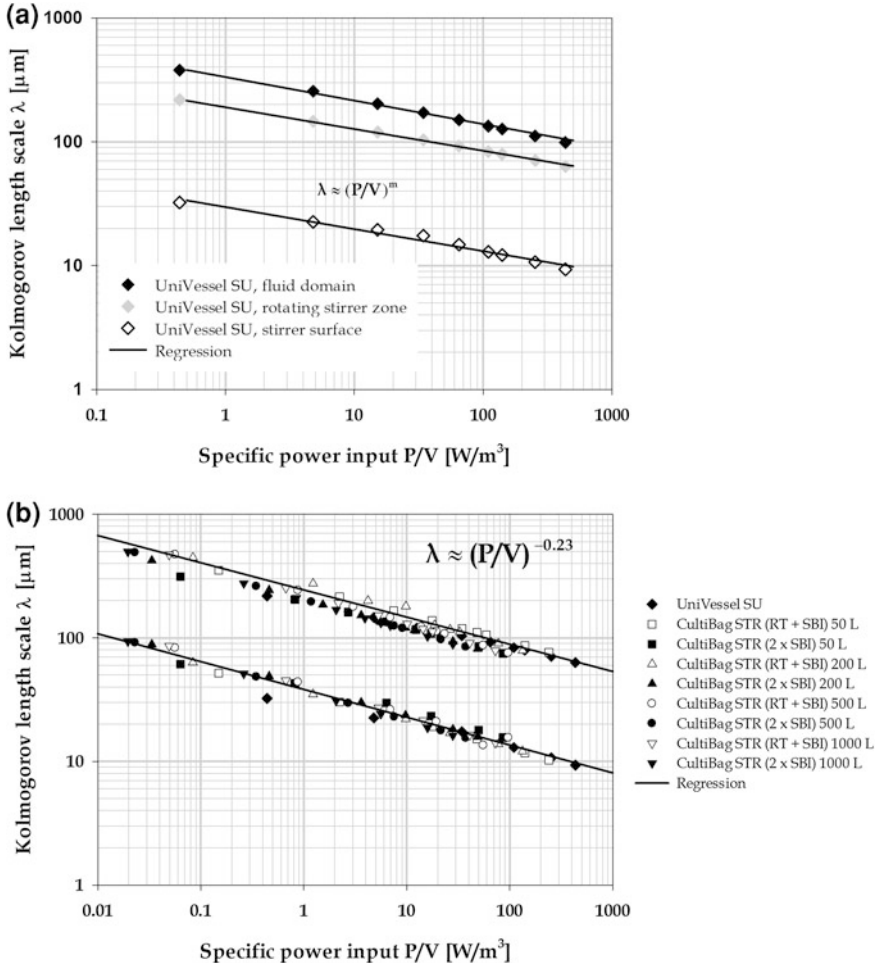 (a)
1000
100
10
1
Kolmogorov length scale λ [µm]
λ ≈ (P/V)^m
UniVessel SU, fluid domain
UniVessel SU, rotating stirrer zone
UniVessel SU, stirrer surface
Regression
0.1 1 10 100 1000
Specific power input P/V [W/m³]
(b)
1000
100
10
1
Kolmogorov length scale λ [µm]
λ ≈ (P/V)^−0.23
UniVessel SU
CultiBag STR (RT + SBI) 50 L
CultiBag STR (2 x SBI) 50 L
CultiBag STR (RT + SBI) 200 L
CultiBag STR (2 x SBI) 200 L
CultiBag STR (RT + SBI) 500 L
CultiBag STR (2 x SBI) 500 L
CultiBag STR (RT + SBI) 1000 L
CultiBag STR (2 x SBI) 1000 L
Regression
0.01 0.1 1 10 100 1000
Specific power input P/V [W/m³]